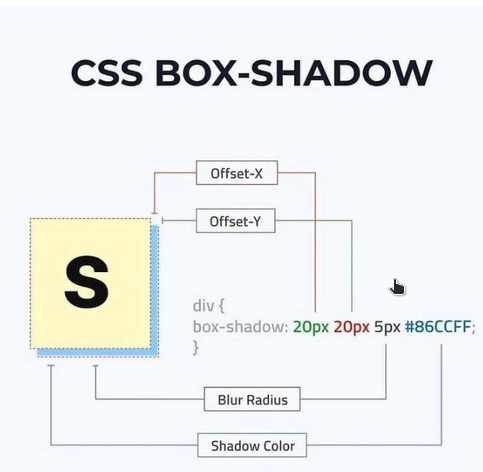 CSS BOX-SHADOW
Offset-X
Offset-Y
S
div {
box-shadow: 20px 20px 5px #86CCFF;
}
Blur Radius
Shadow Color